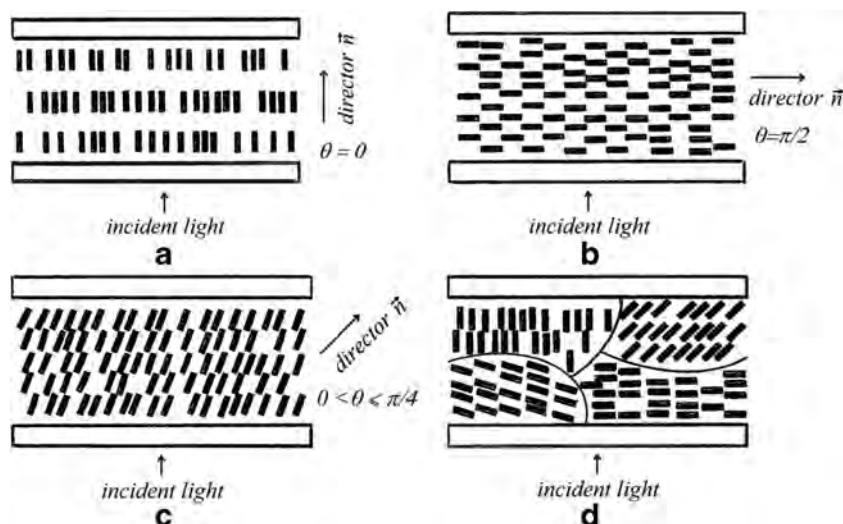 director n⃗
θ = 0
incident light
a
director n⃗
θ=π/2
incident light
b
director n⃗
0 < θ ⩽ π/4
incident light
c
incident light
d